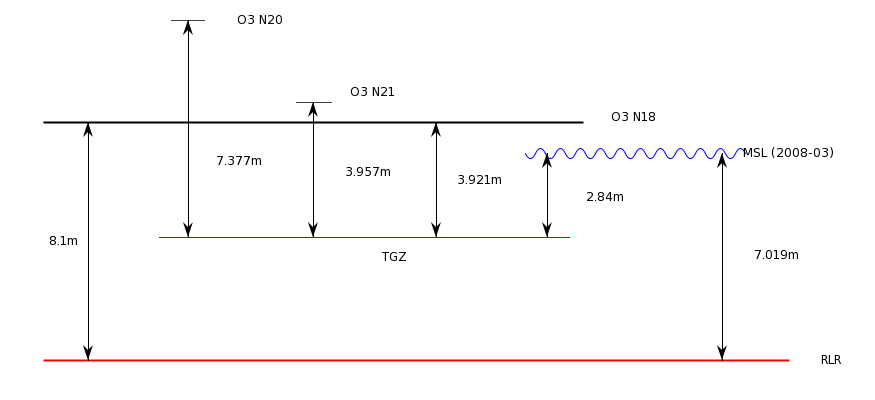 O3 N20
O3 N21
O3 N18
MSL (2008-03)
7.377m
3.957m
3.921m
2.84m
8.1m
TGZ
7.019m
RLR